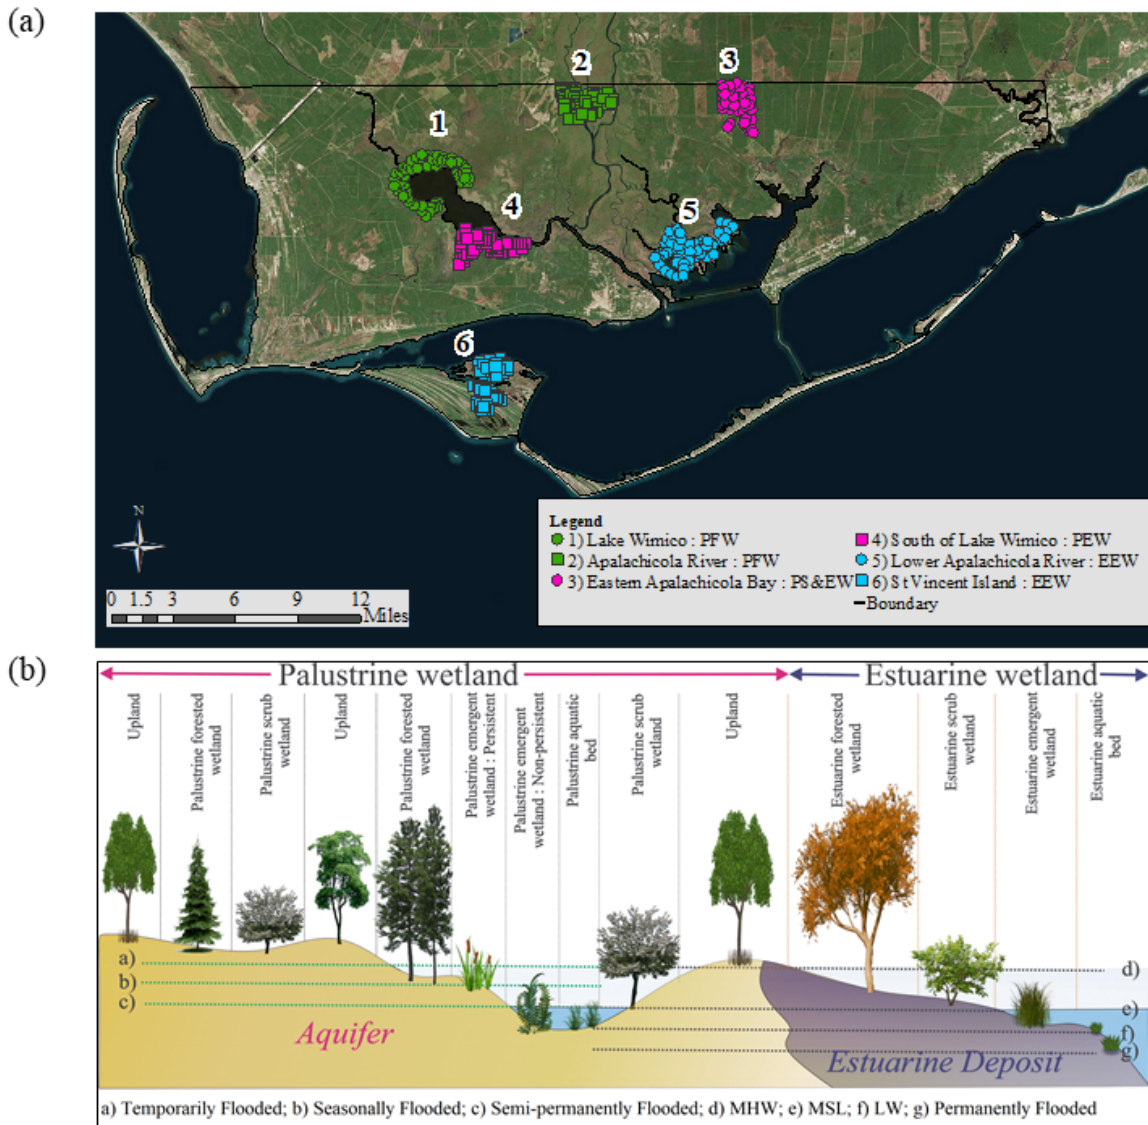 (a)
1
2
3
4
5
6
N
Legend
1) Lake Wimico : PFW
2) Apalachicola River : PFW
3) Eastern Apalachicola Bay : PS&EW
4) South of Lake Wimico : PEW
5) Lower Apalachicola River : EEW
6) St Vincent Island : EEW
Boundary
0 1.5 3 6 9 12
Miles
(b)
Palustrine wetland
Estuarine wetland
Upland
Palustrine forested
wetland
Palustrine scrub
wetland
Upland
Palustrine forested
wetland
Palustrine emergent
wetland : Persistent
Palustrine emergent
wetland : Non-persistent
Palustrine aquatic
bed
Palustrine scrub
wetland
Upland
Estuarine forested
wetland
Estuarine scrub
wetland
Estuarine emergent
wetland
Estuarine aquatic
bed
a)
b)
c)
d)
e)
f)
g)
Aquifer
Estuarine Deposit
a) Temporarily Flooded; b) Seasonally Flooded; c) Semi-permanently Flooded; d) MHW; e) MSL; f) LW; g) Permanently Flooded